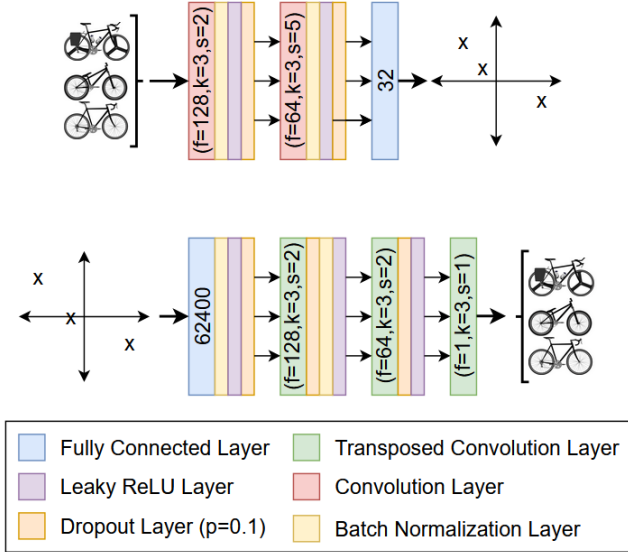 (f=128,k=3,s=2)
(f=64,k=3,s=5)
32
x
x
x
62400
(f=128,k=3,s=2)
(f=64,k=3,s=2)
(f=1,k=3,s=1)
x
x
x
Fully Connected Layer
Transposed Convolution Layer
Leaky ReLU Layer
Convolution Layer
Dropout Layer (p=0.1)
Batch Normalization Layer